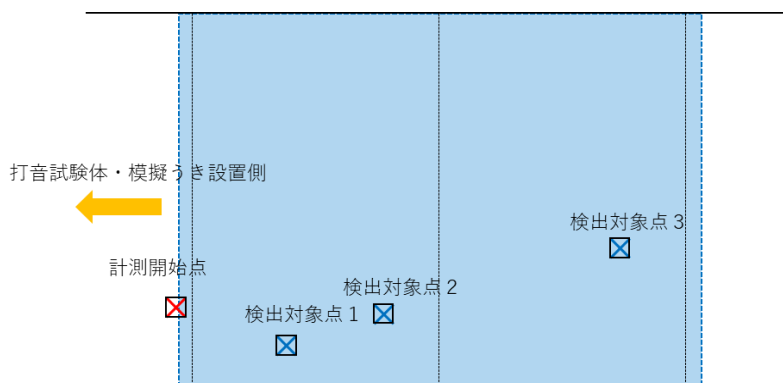 打音試験体・模擬うき設置側
検出対象点３
計測開始点
検出対象点２
検出対象点１